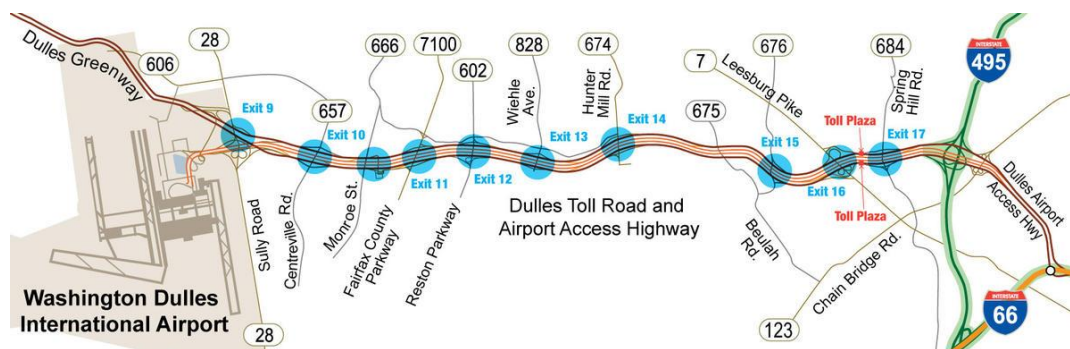 Dulles Greenway
606
28
666
7100
828
674
676
684
INTERSTATE
495
7
602
Wiehle
Ave.
Hunter
Mill Rd.
Leesburg Pike
Spring
Hill Rd.
657
675
Exit 9
Exit 10
Exit 11
Exit 12
Exit 13
Exit 14
Exit 15
Exit 16
Toll Plaza
Exit 17
Toll Plaza
Sully Road
Centreville Rd.
Monroe St.
Fairfax County
Parkway
Reston Parkway
Dulles Toll Road and
Airport Access Highway
Beulah
Rd.
Chain Bridge Rd.
Dulles Airport
Access Hwy
Washington Dulles
International Airport
28
123
INTERSTATE
66